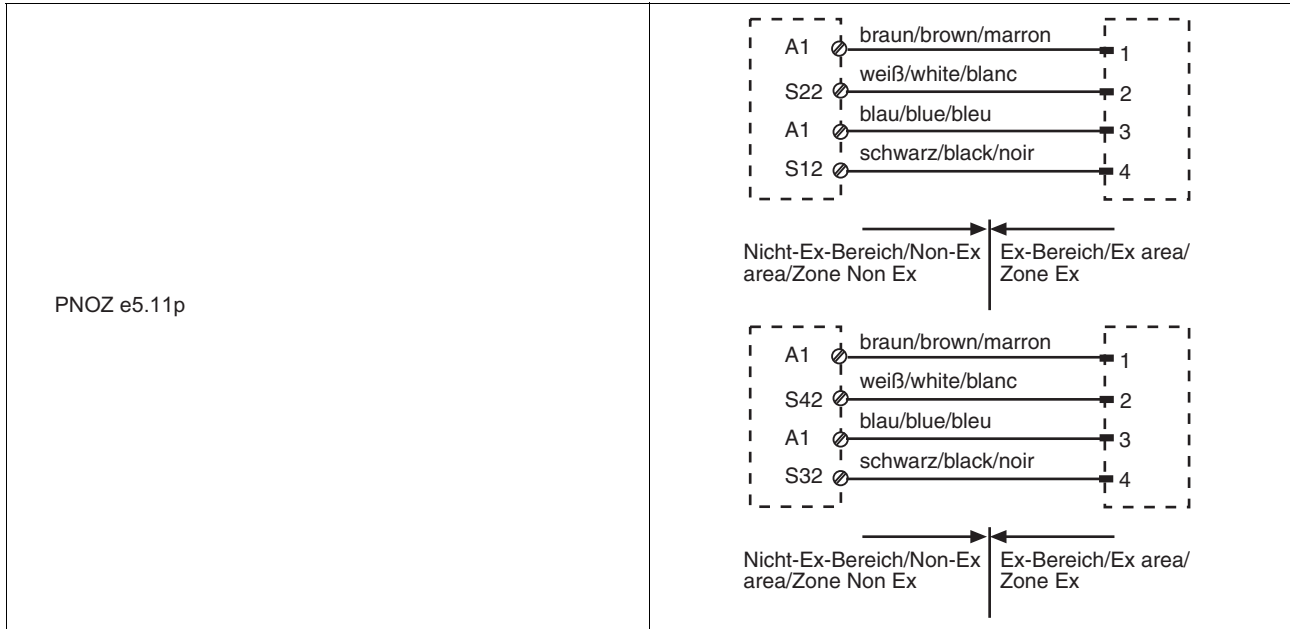 PNOZ e5.11p
braun/brown/marron
A1
1
weiß/white/blanc
S22
2
blau/blue/bleu
A1
3
schwarz/black/noir
S12
4
Nicht-Ex-Bereich/Non-Ex
area/Zone Non Ex
Ex-Bereich/Ex area/
Zone Ex
braun/brown/marron
A1
1
weiß/white/blanc
S42
2
blau/blue/bleu
A1
3
schwarz/black/noir
S32
4
Nicht-Ex-Bereich/Non-Ex
area/Zone Non Ex
Ex-Bereich/Ex area/
Zone Ex